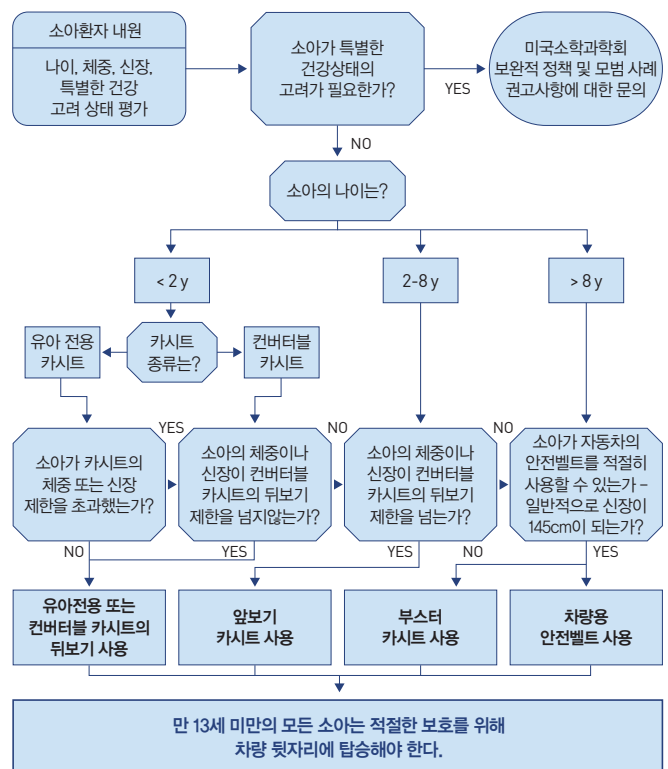 소아환자 내원
나이, 체중, 신장,
특별한 건강
고려 상태 평가
소아가 특별한
건강상태의
고려가 필요한가?
YES
미국소학과학회
보완적 정책 및 모범 사례
권고사항에 대한 문의
NO
소아의 나이는?
< 2 y
2-8 y
> 8 y
유아 전용
카시트
카시트
종류는?
컨버터블
카시트
YES
NO
NO
소아가 카시트의
체중 또는 신장
제한을 초과했는가?
소아의 체중이나
신장이 컨버터블
카시트의 뒤보기
제한을 넘지않는가?
소아의 체중이나
신장이 컨버터블
카시트의 뒤보기
제한을 넘는가?
소아가 자동차의
안전벨트를 적절히
사용할 수 있는가 –
일반적으로 신장이
145cm이 되는가?
NO
YES
YES
NO
YES
유아전용 또는
컨버터블 카시트의
뒤보기 사용
앞보기
카시트 사용
부스터
카시트 사용
차량용
안전벨트 사용
만 13세 미만의 모든 소아는 적절한 보호를 위해
차량 뒷자리에 탑승해야 한다.